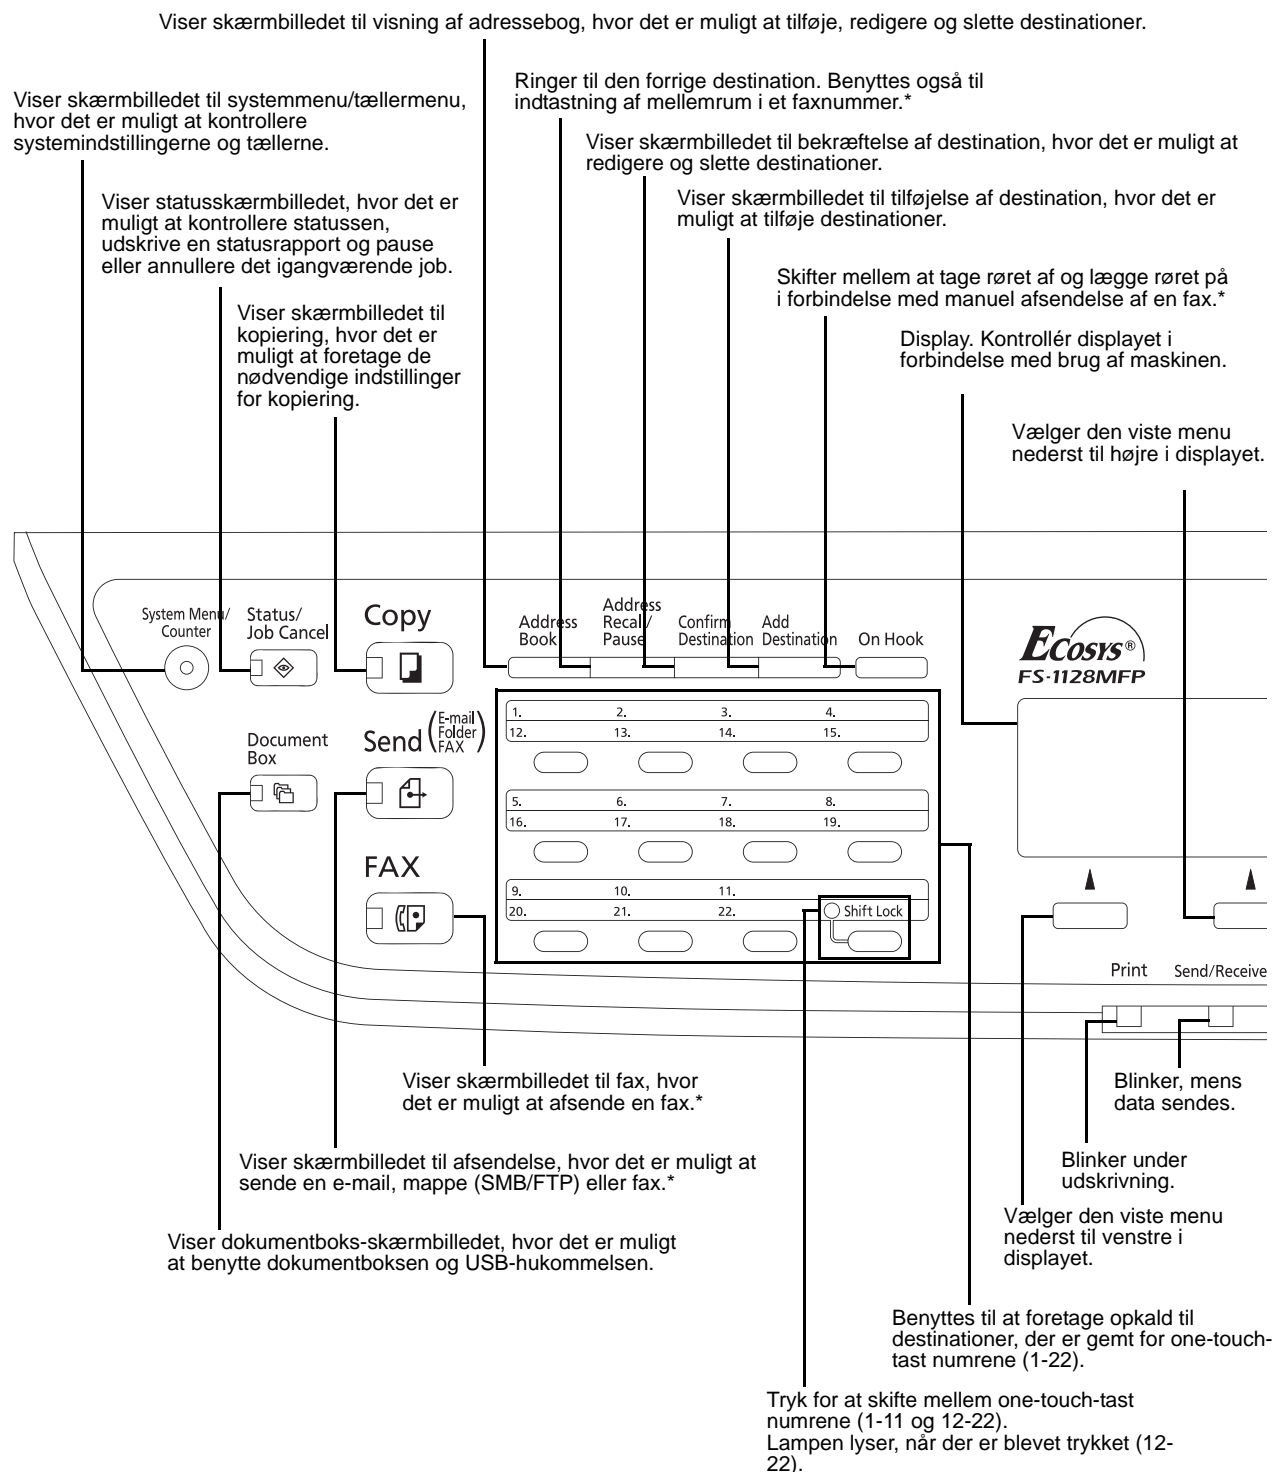 Viser skærmbilledet til visning af adressebog, hvor det er muligt at tilføje, redigere og slette destinationer.
Ringer til den forrige destination. Benyttes også til
indtastning af mellemrum i et faxnummer.*
Viser skærmbilledet til systemmenu/tællermenu,
hvor det er muligt at kontrollere
systemindstillingerne og tællerne.
Viser skærmbilledet til bekræftelse af destination, hvor det er muligt at
redigere og slette destinationer.
Viser statusskærmbilledet, hvor det er
muligt at kontrollere statussen,
udskrive en statusrapport og pause
eller annullere det igangværende job.
Viser skærmbilledet til tilføjelse af destination, hvor det er
muligt at tilføje destinationer.
Skifter mellem at tage røret af og lægge røret på
i forbindelse med manuel afsendelse af en fax.*
Viser skærmbilledet til
kopiering, hvor det er
muligt at foretage de
nødvendige indstillinger
for kopiering.
Display. Kontrollér displayet i
forbindelse med brug af maskinen.
Vælger den viste menu
nederst til højre i displayet.
System Menu/
Counter
Status/
Job Cancel
Copy
Address
Book
Address
Recall/
Pause
Confirm
Destination
Add
Destination
On Hook
ECOSYS®
FS-1128MFP
Document
Box
Send (E-mail
Folder
FAX)
FAX
1. 2. 3. 4.
12. 13. 14. 15.
5. 6. 7. 8.
16. 17. 18. 19.
9. 10. 11.
20. 21. 22.
Shift Lock
Print Send/Receive
Viser skærmbilledet til fax, hvor
det er muligt at afsende en fax.*
Blinker, mens
data sendes.
Viser skærmbilledet til afsendelse, hvor det er muligt at
sende en e-mail, mappe (SMB/FTP) eller fax.*
Blinker under
udskrivning.
Vælger den viste menu
nederst til venstre i
displayet.
Viser dokumentboks-skærmbilledet, hvor det er muligt
at benytte dokumentboksen og USB-hukommelsen.
Benyttes til at foretage opkald til
destinationer, der er gemt for one-touch-
tast numrene (1-22).
Tryk for at skifte mellem one-touch-tast
numrene (1-11 og 12-22).
Lampen lyser, når der er blevet trykket (12-
22).